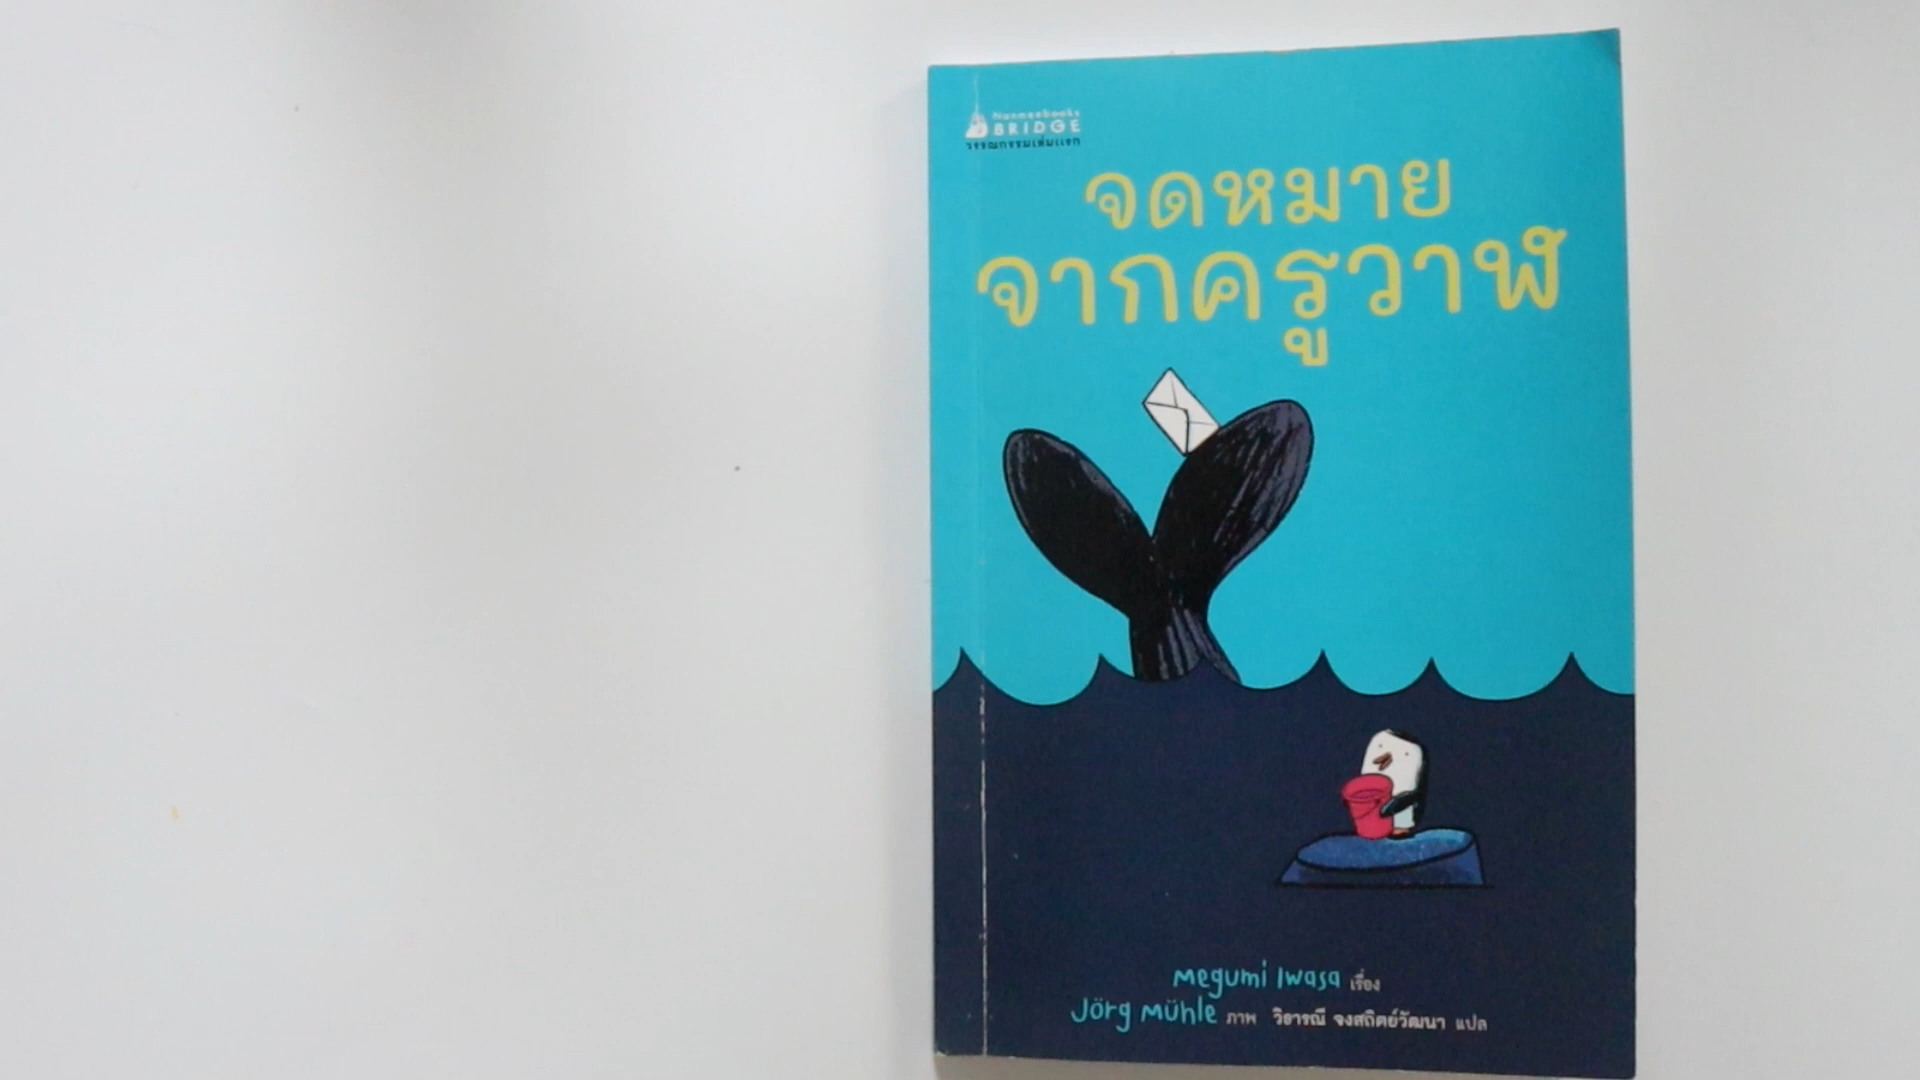 Nanmeebooks
BRIDGE
วรรณกรรมเล่มแรก
จดหมาย
จากครูวาฬ
Megumi Iwasa เรื่อง
Jörg Mühle ภาพ วิธารณี จงสถิตย์วัฒนา แปล